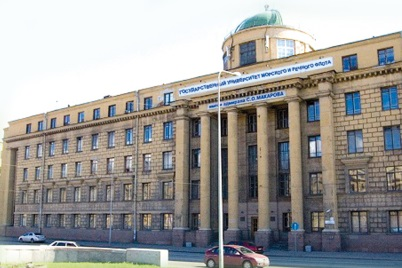 ГОСУДАРСТВЕННЫЙ УНИВЕРСИТЕТ МОРСКОГО И РЕЧНОГО ФЛОТА
имени адмирала С.О. МАКАРОВА